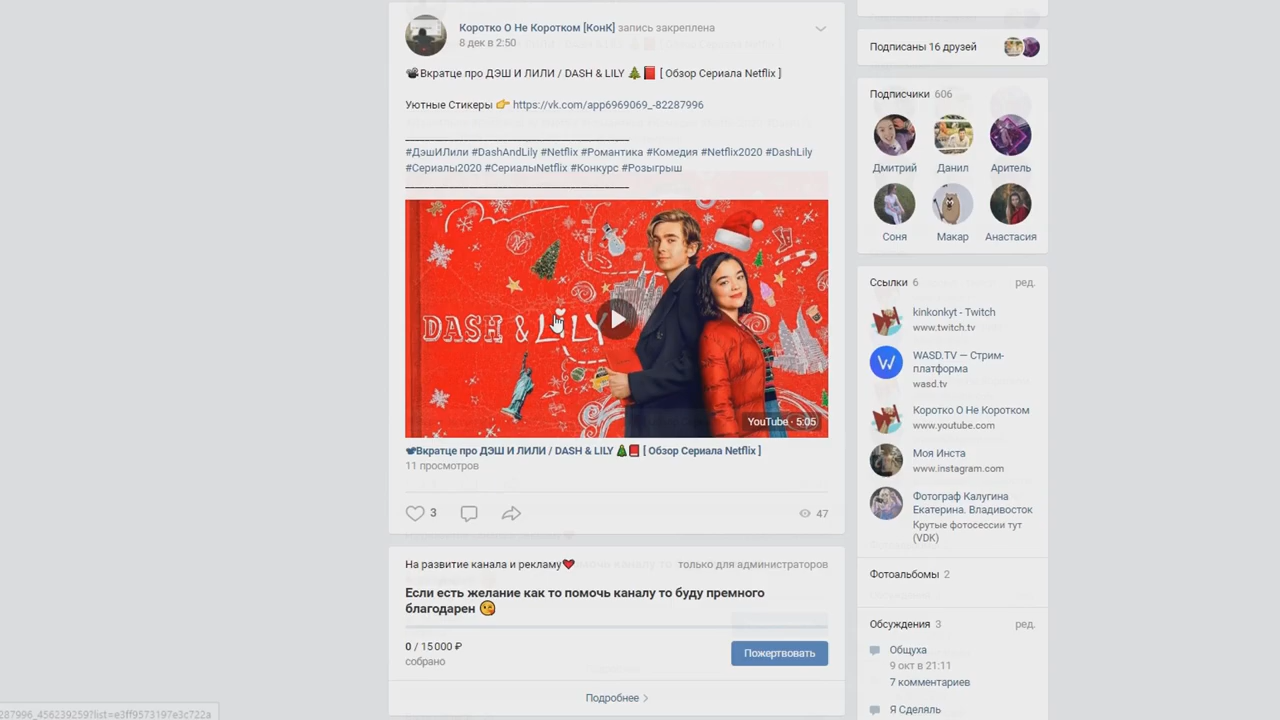 Коротко О Не Коротком [КонК] запись закреплена
8 дек в 2:50
📽Вкратце про ДЭШ И ЛИЛИ / DASH & LILY 🎄📕 [ Обзор Сериала Netflix ]
Уютные Стикеры 👉 https://vk.com/app6969069_-82287996
#ДэшИЛили #DashAndLily #Netflix #Романтика #Комедия #Netflix2020 #DashLily
#Сериалы2020 #СериалыNetflix #Конкурс #Розыгрыш
DASH & LILY
YouTube · 5:05
📽Вкратце про ДЭШ И ЛИЛИ / DASH & LILY 🎄📕 [ Обзор Сериала Netflix ]
11 просмотров
3
47
На развитие канала и рекламу❤ только для администраторов
Если есть желание как то помочь каналу то буду премного
благодарен 😘
0 / 15 000 ₽
собрано
Пожертвовать
Подробнее
Подписаны 16 друзей
Подписчики 606
Дмитрий Данил Аритель
Соня Макар Анастасия
Ссылки 6 ред.
kinkonkyt - Twitch
www.twitch.tv
W
WASD.TV — Стрим-
платформа
wasd.tv
Коротко О Не Коротком
www.youtube.com
Моя Инста
www.instagram.com
Фотограф Калугина
Екатерина. Владивосток
Крутые фотосессии тут
(VDK)
Фотоальбомы 2
Обсуждения 3 ред.
Общуха
9 окт в 21:11
7 комментариев
Я Сделяль
287996_456239259?list=e3ff9573197e3c722a